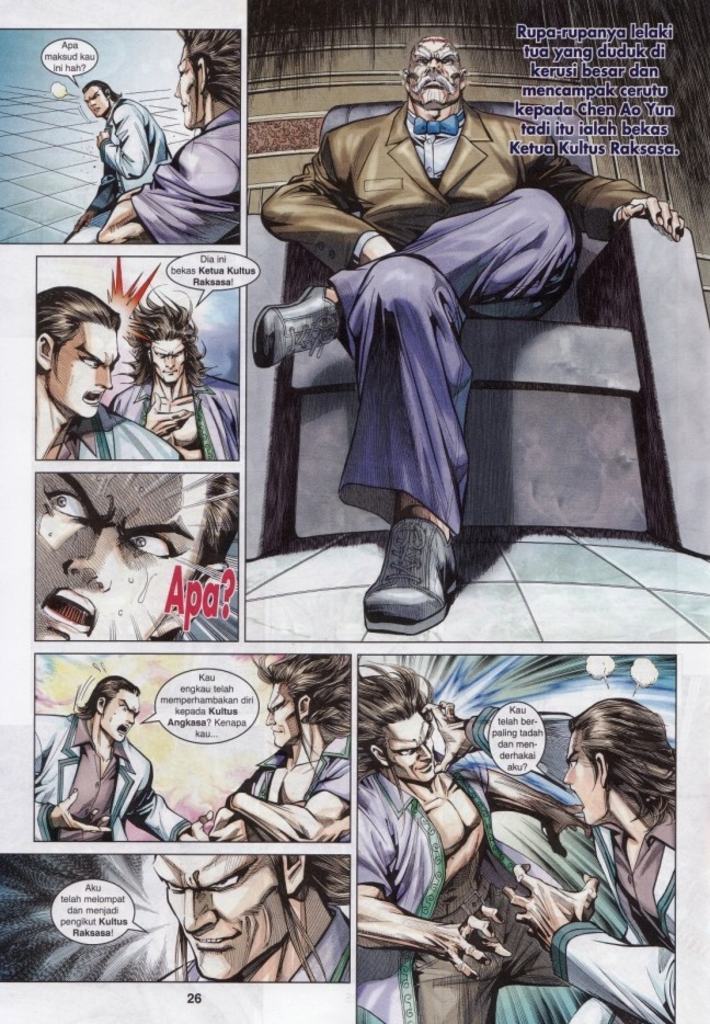 Apa
maksud kau
ini hah?
Rupa-rupanya lelaki
tua yang duduk di
kerusi besar dan
mencampak cerutu
kepada Chen Ao Yun
tadi itu ialah bekas
Ketua Kultus Raksasa.
Dia ini
bekas Ketua Kultus
Raksasa!
Apa?
Kau
engkau telah
memperhambakan diri
kepada Kultus
Angkasa? Kenapa
kau...
Kau
telah ber-
paling tadah
dan men-
derhakai
aku?
Aku
telah melompat
dan menjadi
pengikut Kultus
Raksasa!
26